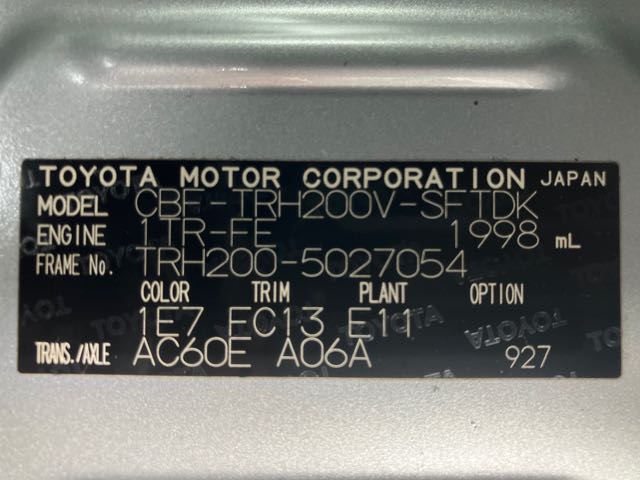 TOYOTA MOTOR CORPORATION JAPAN
MODEL CBF-TRH200V-SFTDK
ENGINE 1TR-FE 1998 mL
FRAME No. TRH200-5027054
COLOR TRIM PLANT OPTION
1E7 FC13 E11
TRANS./AXLE AC60E A06A 927